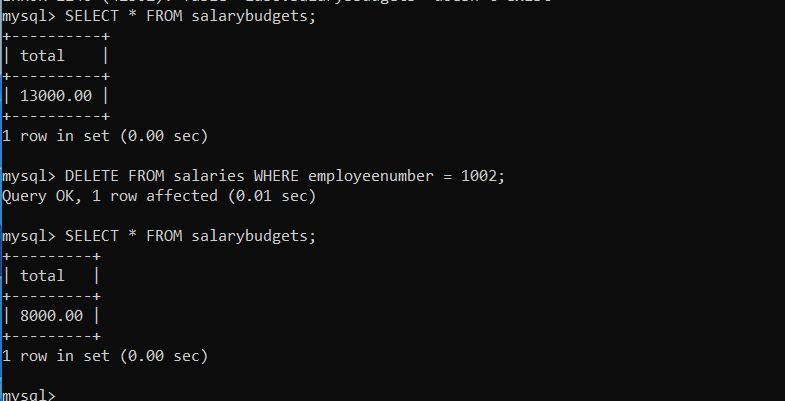 mysql> SELECT * FROM salarybudgets;
+----------+
| total    |
+----------+
| 13000.00 |
+----------+
1 row in set (0.00 sec)
mysql> DELETE FROM salaries WHERE employeenumber = 1002;
Query OK, 1 row affected (0.01 sec)
mysql> SELECT * FROM salarybudgets;
+---------+
| total   |
+---------+
| 8000.00 |
+---------+
1 row in set (0.00 sec)
mysql>